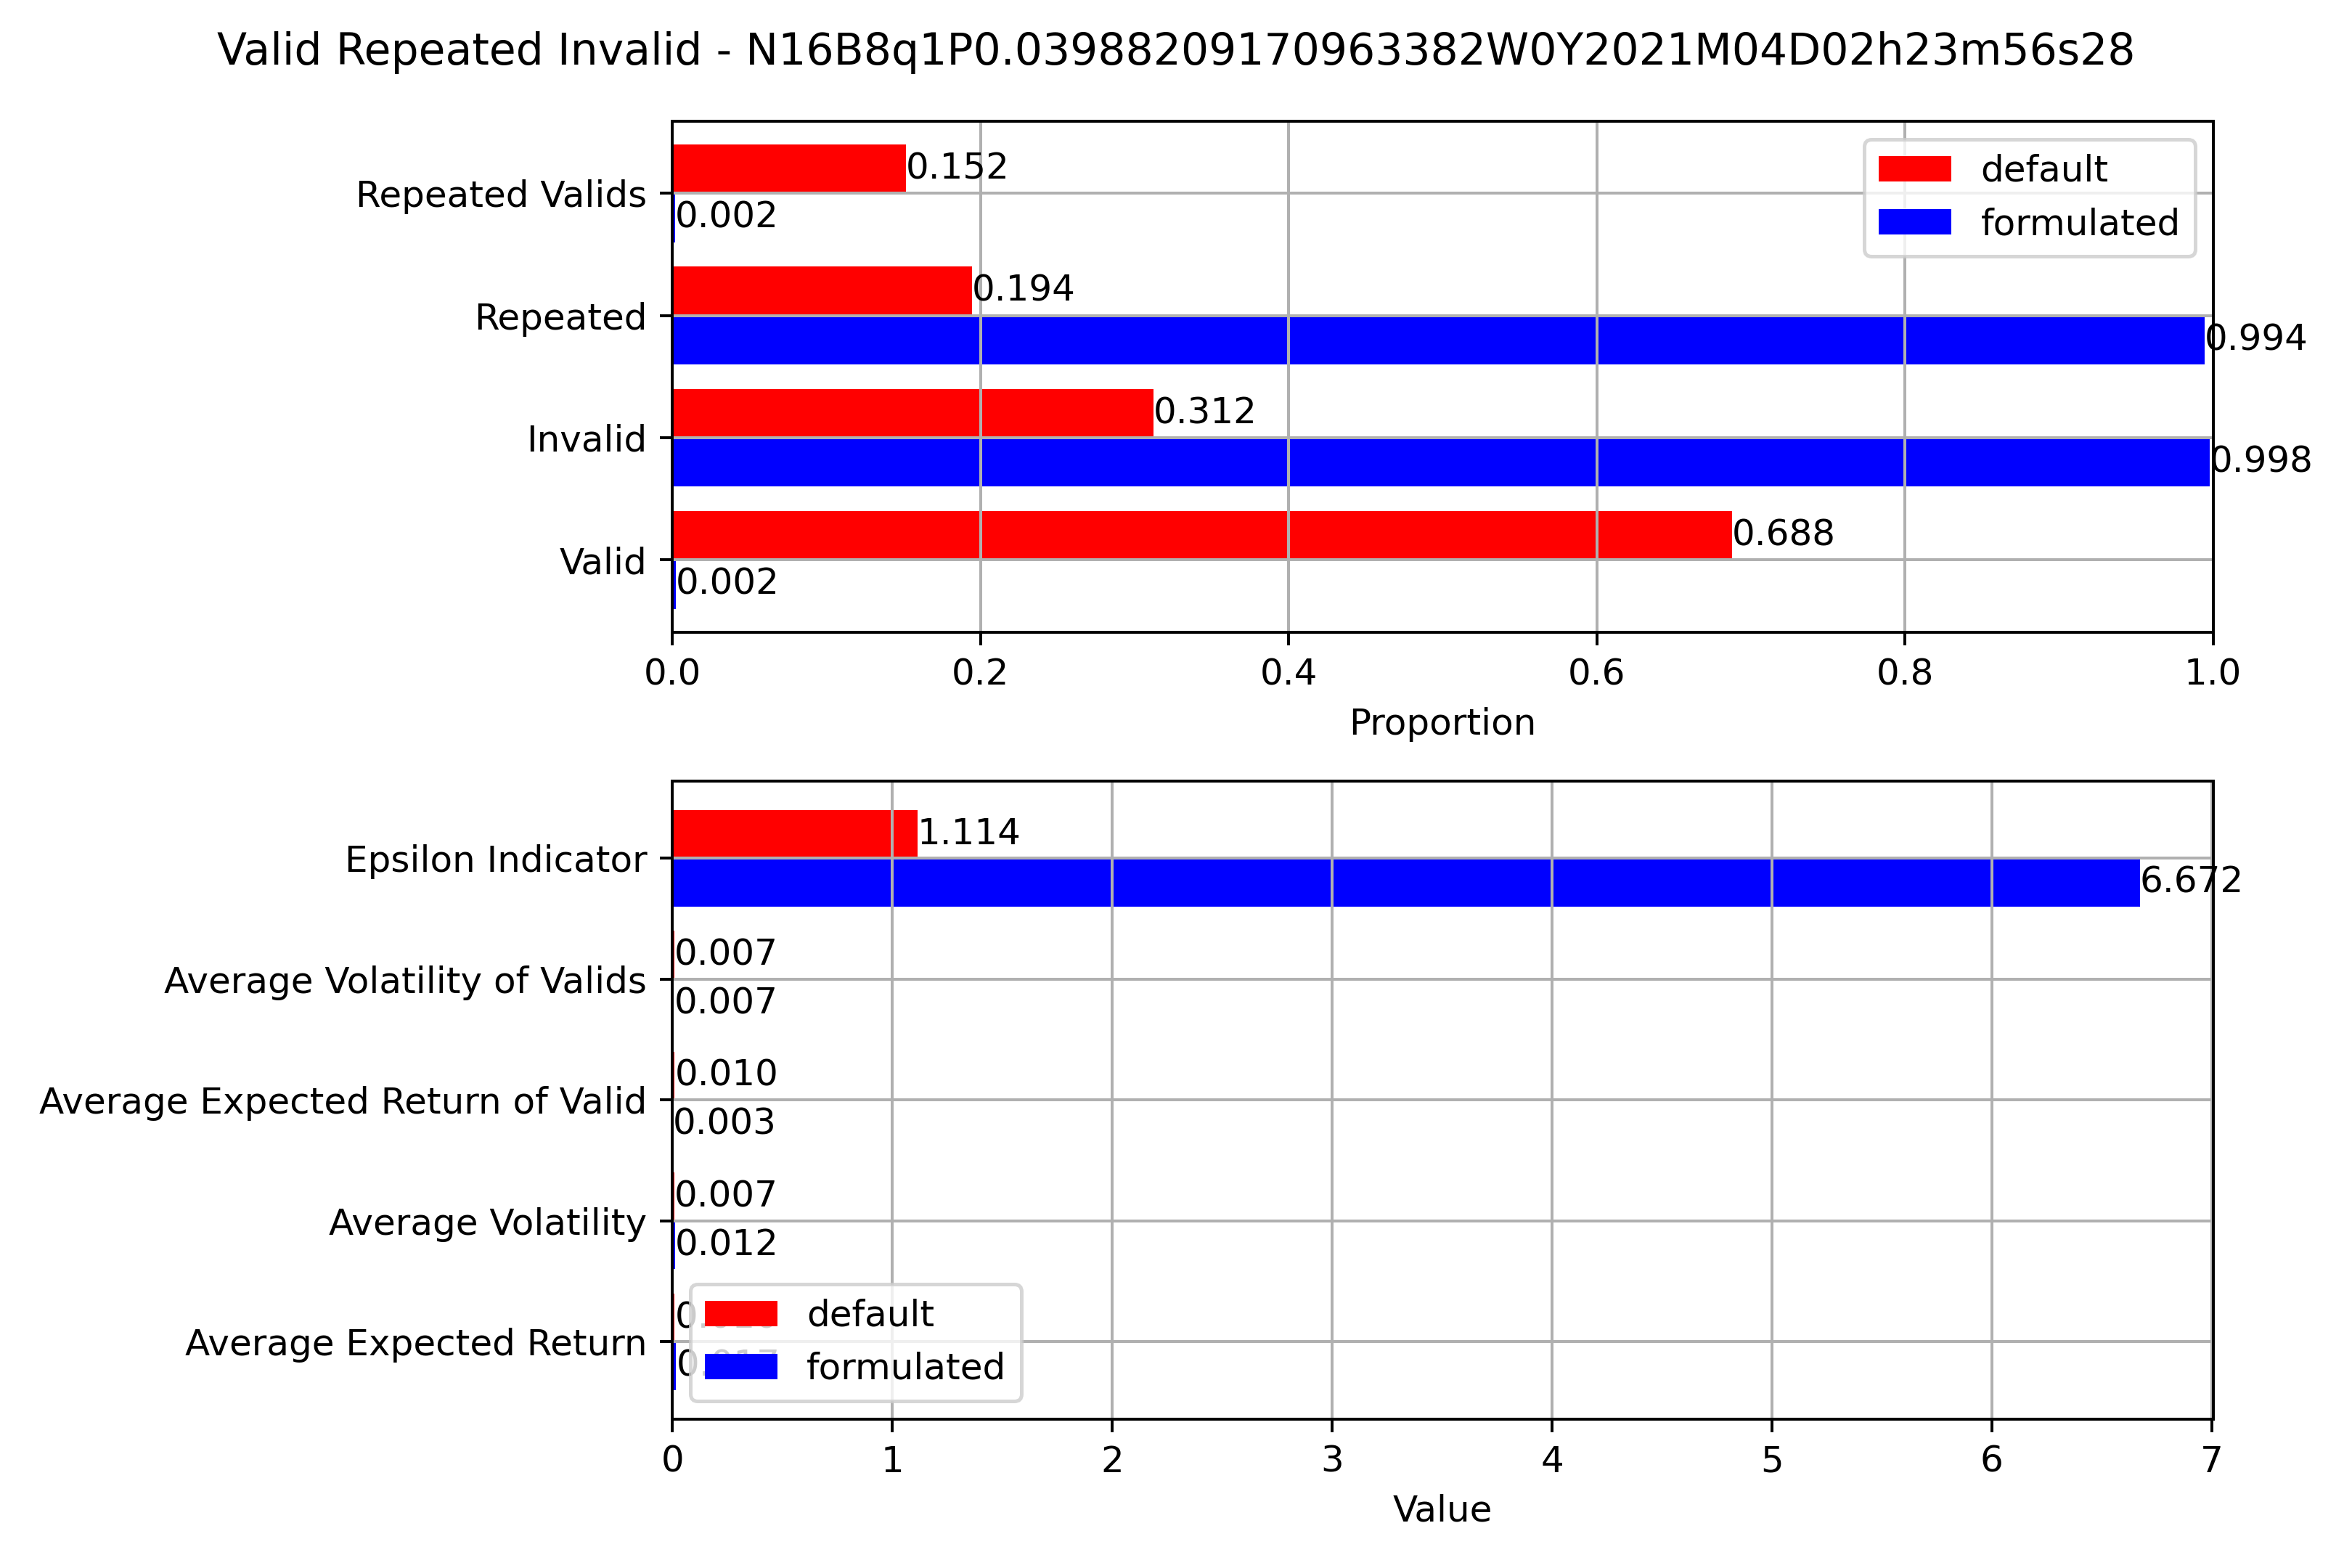 Valid Repeated Invalid - N16B8q1P0.03988209170963382W0Y2021M04D02h23m56s28
Repeated Valids
0.152
0.002
default
formulated
Repeated
0.194
0.994
Invalid
0.312
0.998
Valid
0.688
0.002
0.0 0.2 0.4 0.6 0.8 1.0
Proportion
Epsilon Indicator
1.114
6.672
Average Volatility of Valids
0.007
0.007
Average Expected Return of Valid
0.010
0.003
Average Volatility
0.007
0.012
Average Expected Return
default
formulated
0 1 2 3 4 5 6 7
Value